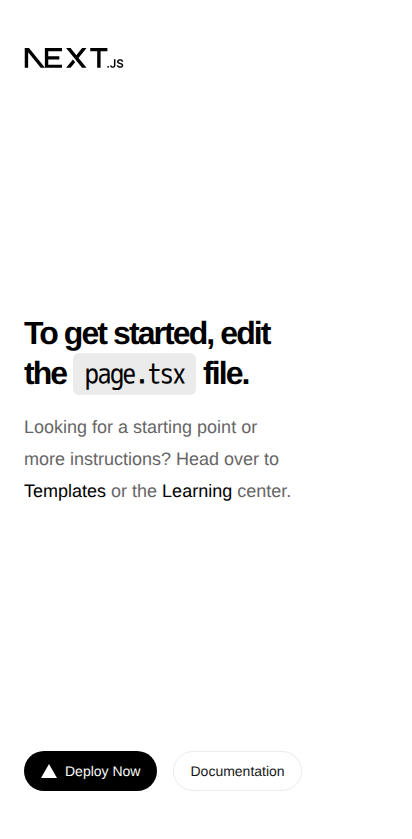 NEXT.JS
To get started, edit
the page.tsx file.
Looking for a starting point or
more instructions? Head over to
Templates or the Learning center.
Deploy Now
Documentation